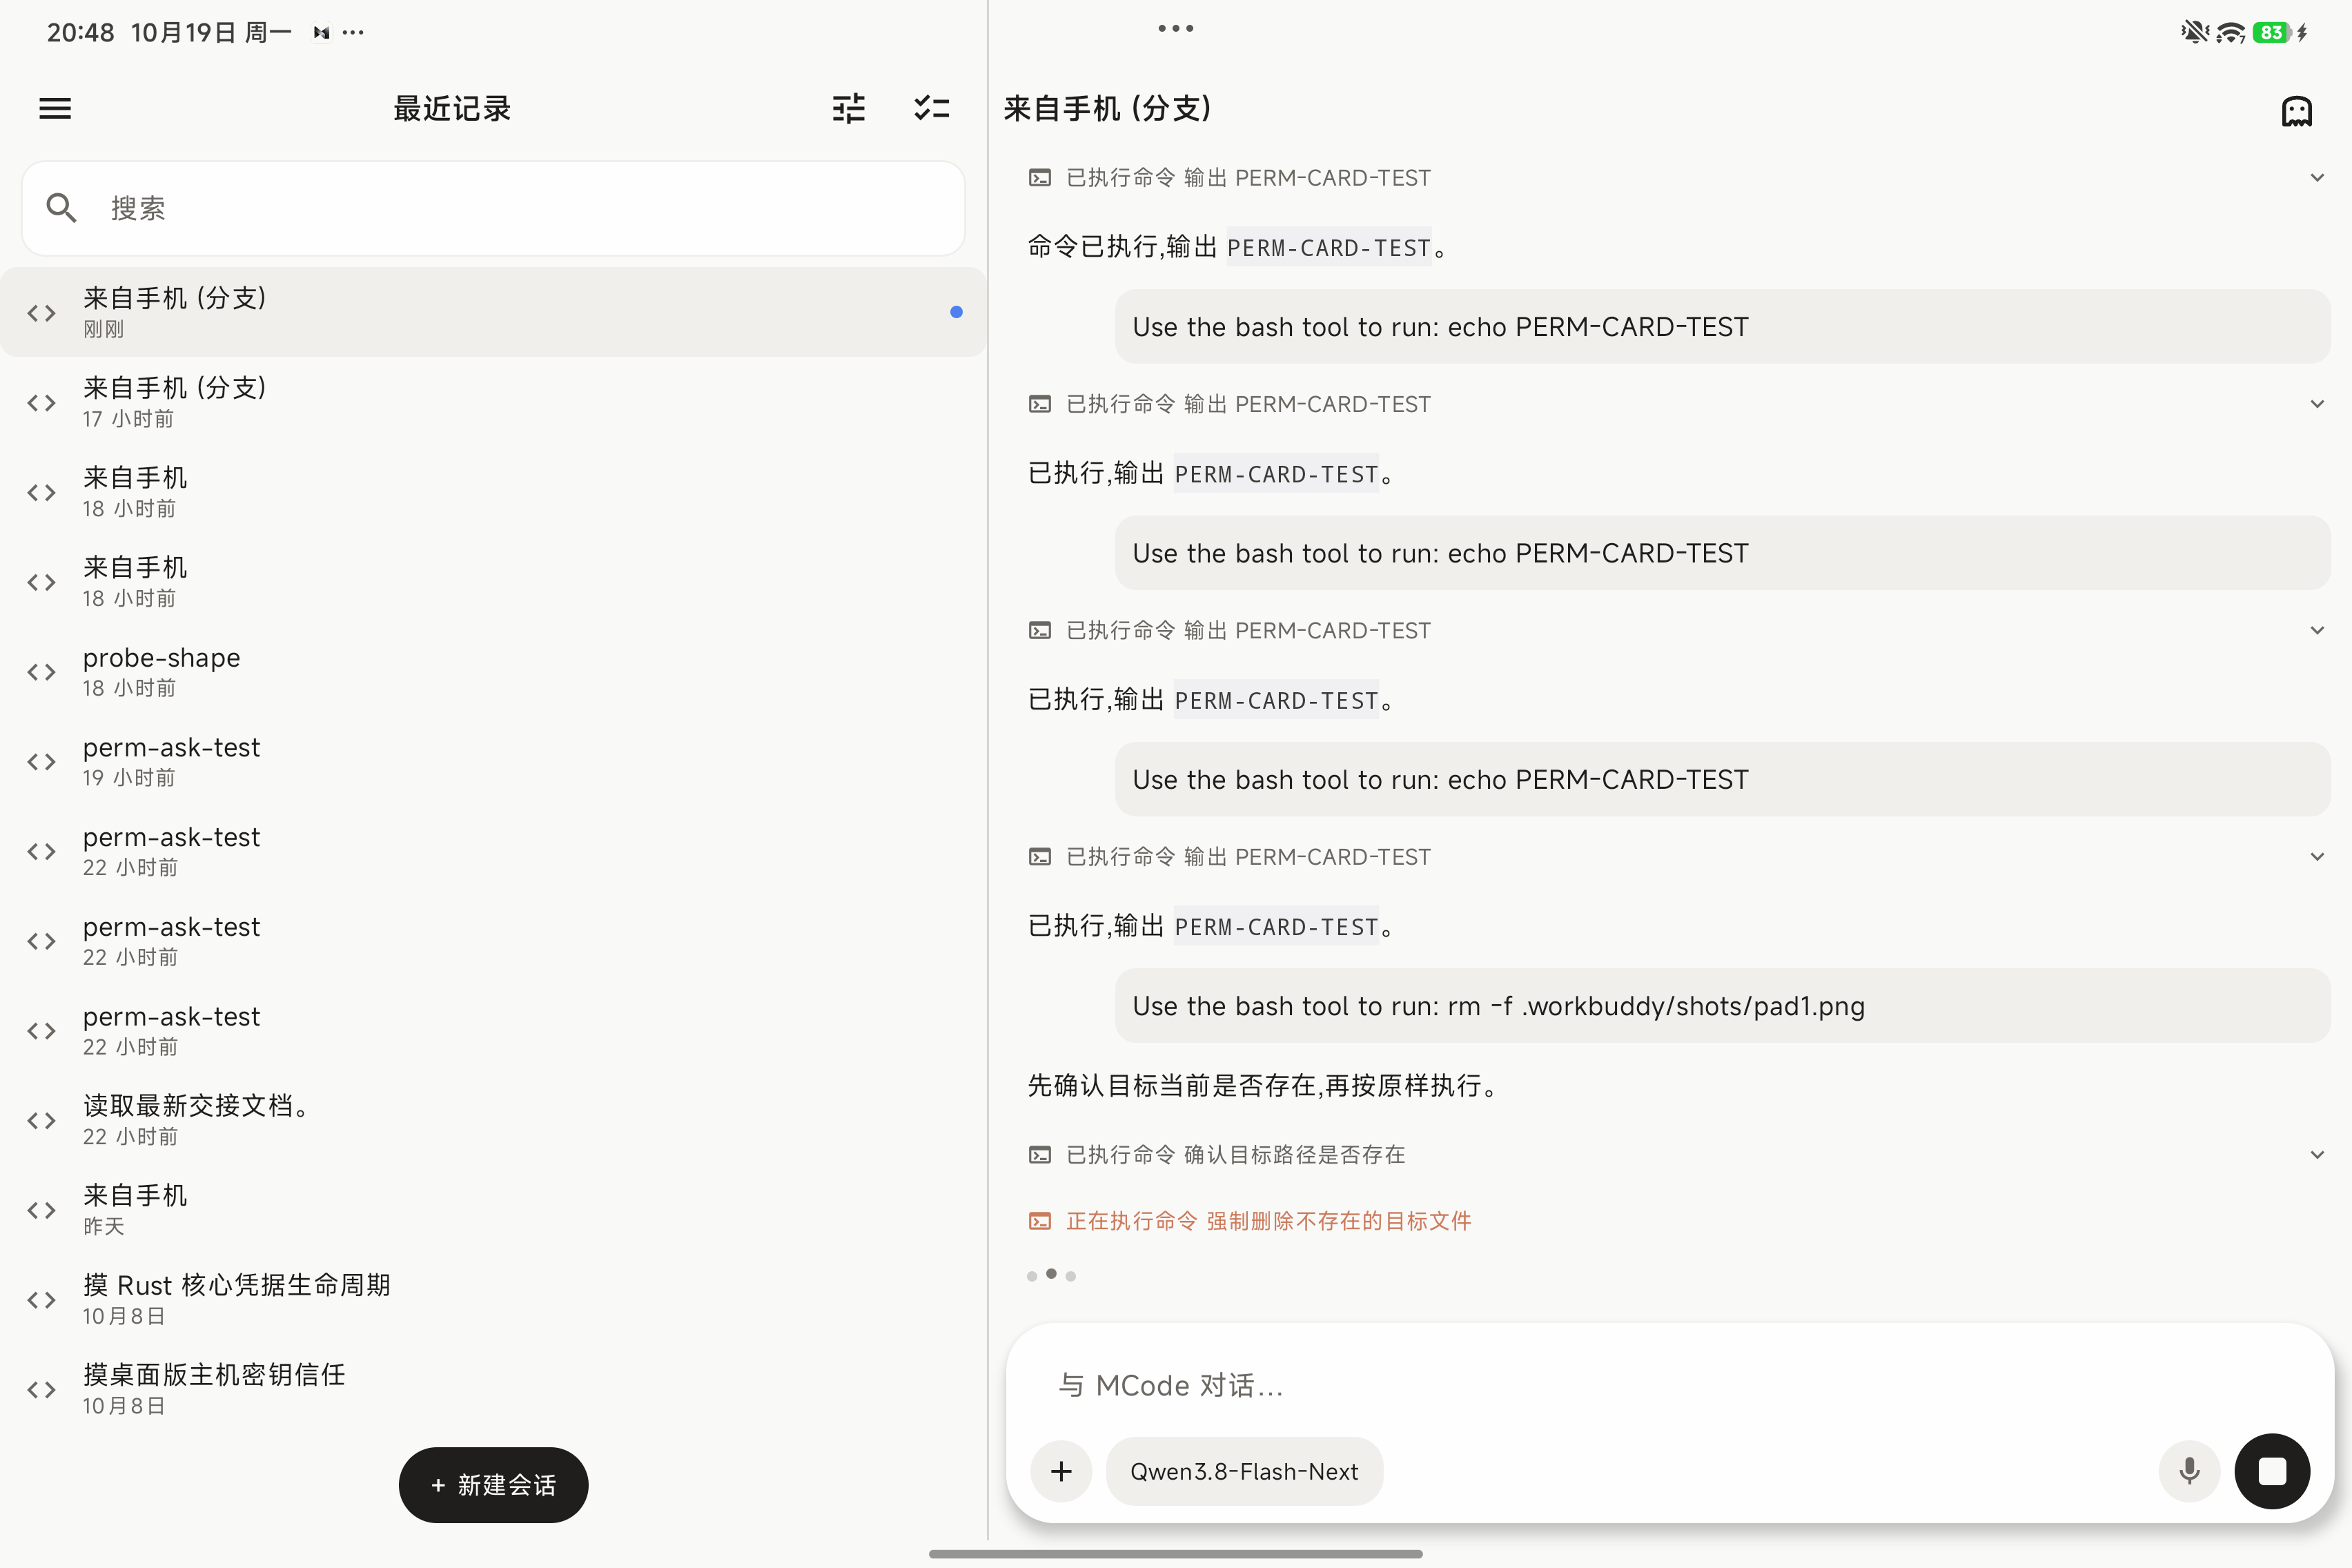 20:48 10月19日 周一
83
最近记录
搜索
来自手机 (分支)
刚刚
来自手机 (分支)
17 小时前
来自手机
18 小时前
来自手机
18 小时前
probe-shape
18 小时前
perm-ask-test
19 小时前
perm-ask-test
22 小时前
perm-ask-test
22 小时前
perm-ask-test
22 小时前
读取最新交接文档。
22 小时前
来自手机
昨天
摸 Rust 核心凭据生命周期
10月8日
摸桌面版主机密钥信任
10月8日
+ 新建会话
来自手机 (分支)
已执行命令 输出 PERM-CARD-TEST
命令已执行,输出 PERM-CARD-TEST。
Use the bash tool to run: echo PERM-CARD-TEST
已执行命令 输出 PERM-CARD-TEST
已执行,输出 PERM-CARD-TEST。
Use the bash tool to run: echo PERM-CARD-TEST
已执行命令 输出 PERM-CARD-TEST
已执行,输出 PERM-CARD-TEST。
Use the bash tool to run: echo PERM-CARD-TEST
已执行命令 输出 PERM-CARD-TEST
已执行,输出 PERM-CARD-TEST。
Use the bash tool to run: rm -f .workbuddy/shots/pad1.png
先确认目标当前是否存在,再按原样执行。
已执行命令 确认目标路径是否存在
正在执行命令 强制删除不存在的目标文件
与 MCode 对话...
Qwen3.8-Flash-Next